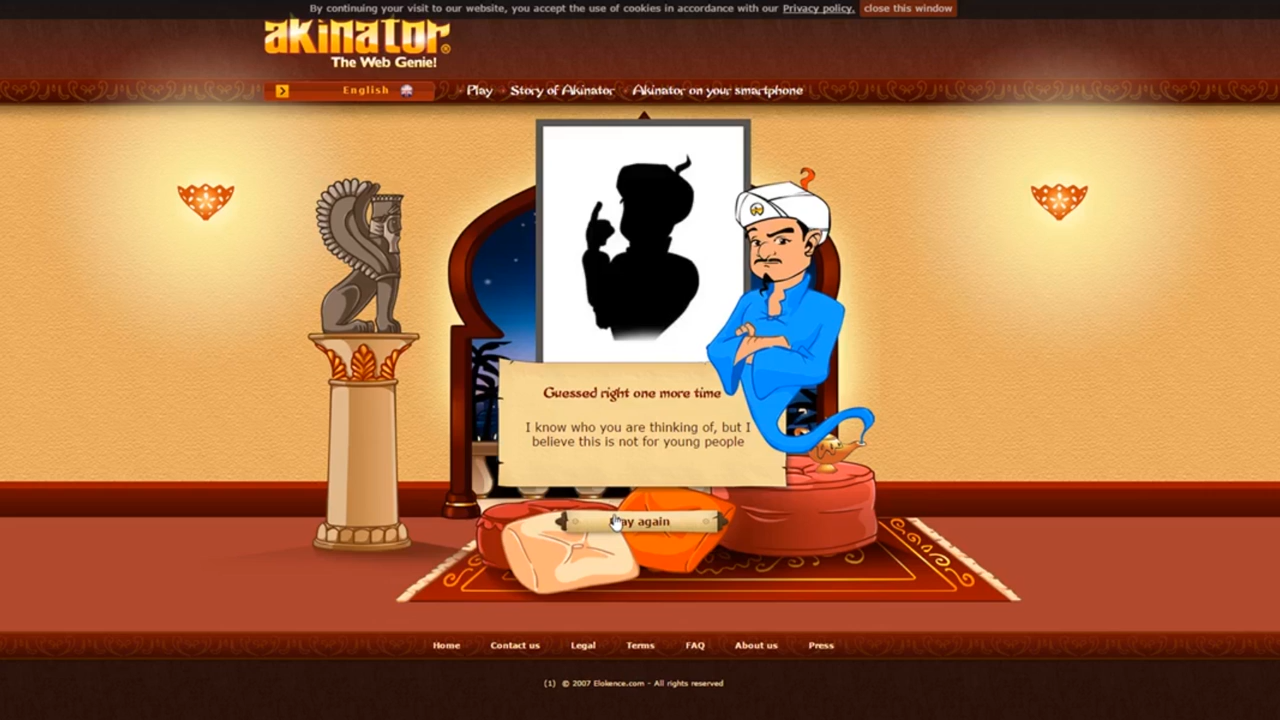 By continuing your visit to our website, you accept the use of cookies in accordance with our Privacy policy. close this window
akinator®
The Web Genie!
English
Play Story of Akinator Akinator on your smartphone
Guessed right one more time
I know who you are thinking of, but I
believe this is not for young people
again
Home Contact us Legal Terms FAQ About us Press
(1) © 2007 Elokence.com - All rights reserved